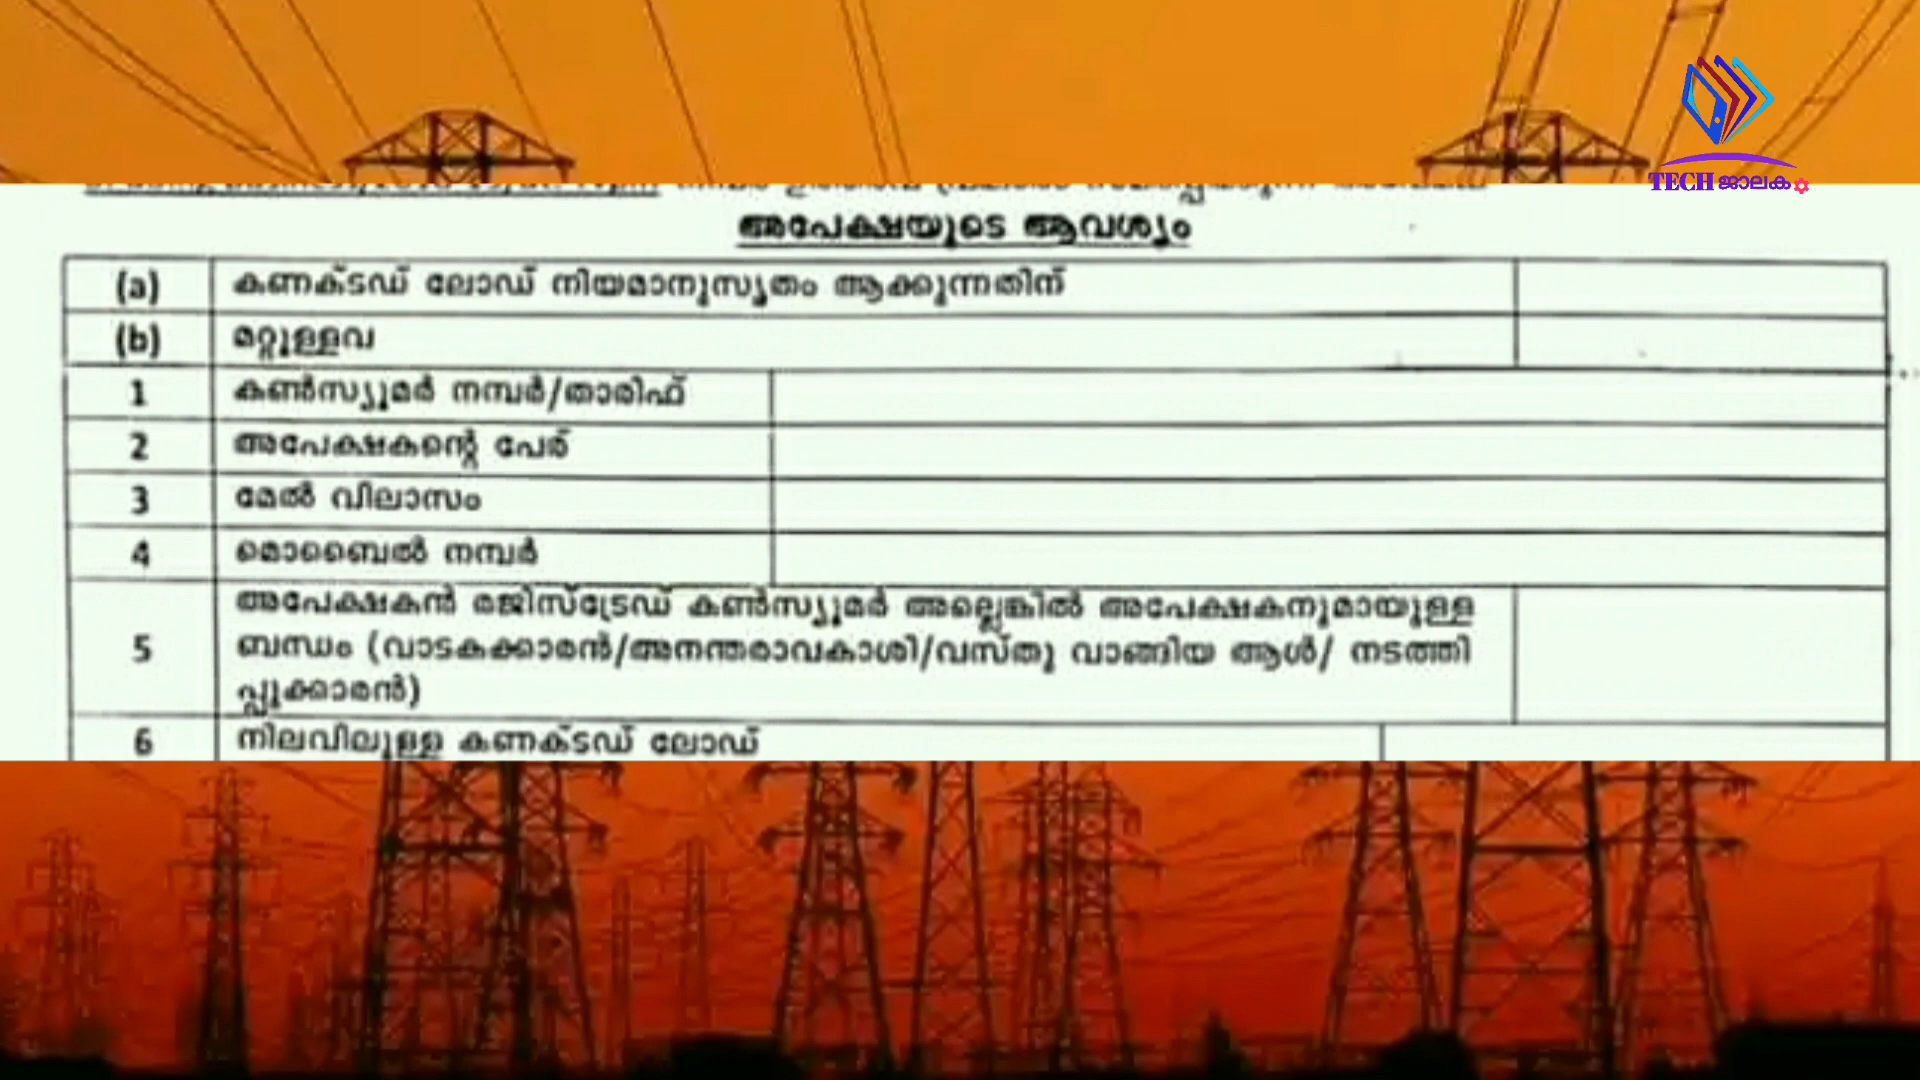 TECH ജാലകം
അപേക്ഷയുടെ ആവശ്യം
(a) കണക്ടഡ് ലോഡ് നിയമാനുസൃതം ആക്കുന്നതിന്
(b) മറ്റുള്ളവ
1 കൺസ്യൂമർ നമ്പർ/താരിഫ്
2 അപേക്ഷകന്റെ പേര്
3 മേൽ വിലാസം
4 മൊബൈൽ നമ്പർ
5 അപേക്ഷകൻ രജിസ്ട്രേഡ് കൺസ്യൂമർ അല്ലെങ്കിൽ അപേക്ഷകനുമായുള്ള
ബന്ധം (വാടകക്കാരൻ/അനന്തരാവകാശി/വസ്തു വാങ്ങിയ ആൾ/ നടത്തി
പ്പുക്കാരൻ)
6 നിലവിലുള്ള കണക്ടഡ് ലോഡ്